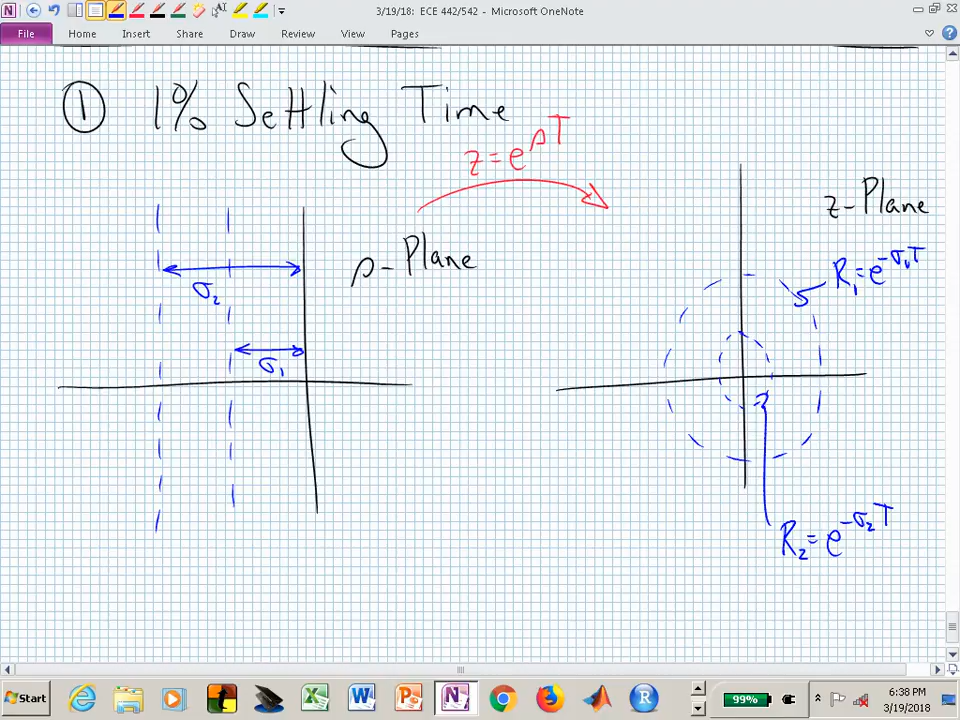 3/19/18: ECE 442/542 - Microsoft OneNote
File Home Insert Share Draw Review View Pages
① 1% Settling Time
z = e^{sT}
z-Plane
s-Plane
R₁ = e^{-σ₁T}
σ₂
σ₁
R₂ = e^{-σ₂T}
Start
99%
6:38 PM
3/19/2018